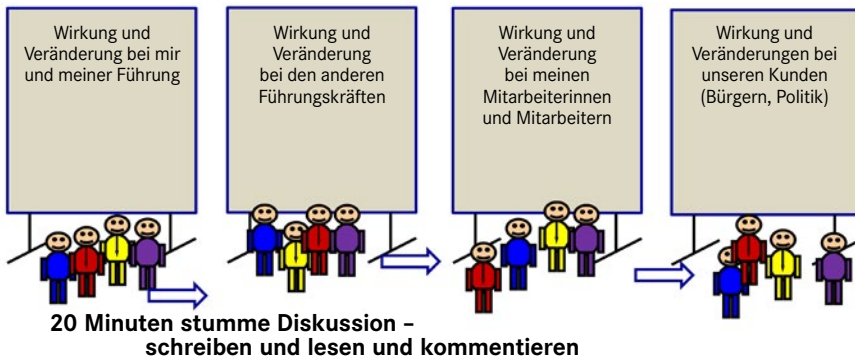 Wirkung und
Veränderung bei mir
und meiner Führung
Wirkung und
Veränderung
bei den anderen
Führungskräften
Wirkung und
Veränderung
bei meinen
Mitarbeiterinnen
und Mitarbeitern
Wirkung und
Veränderungen bei
unseren Kunden
(Bürgern, Politik)
20 Minuten stumme Diskussion –
schreiben und lesen und kommentieren